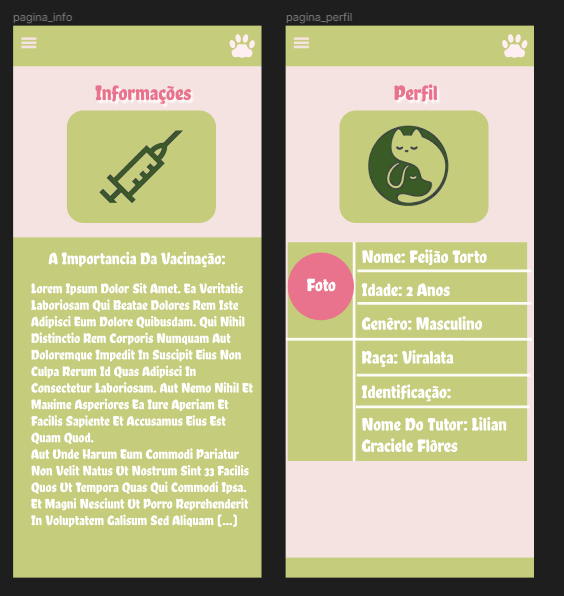 pagina_info
Informações
A Importancia Da Vacinação:
Lorem Ipsum Dolor Sit Amet. Ea Veritatis
Laboriosam Qui Beatae Dolores Rem Iste
Adipisci Eum Dolore Quibusdam. Qui Nihil
Distinctio Rem Corporis Numquam Aut
Doloremque Impedit In Suscipit Eius Non
Culpa Rerum Id Quas Adipisci In
Consectetur Laboriosam. Aut Nemo Nihil Et
Maxime Asperiores Ea Iure Aperiam Et
Facilis Sapiente Et Accusamus Eius Est
Quam Quod.
Aut Unde Harum Eum Commodi Pariatur
Non Velit Natus Ut Nostrum Sint 33 Facilis
Quos Ut Tempora Quas Qui Commodi Ipsa.
Et Magni Nesciunt Ut Porro Reprehenderit
In Voluptatem Galisum Sed Aliquam [...]
pagina_perfil
Perfil
Foto
Nome: Feijão Torto
Idade: 2 Anos
Genêro: Masculino
Raça: Viralata
Identificação:
Nome Do Tutor: Lilian
Graciele Flôres